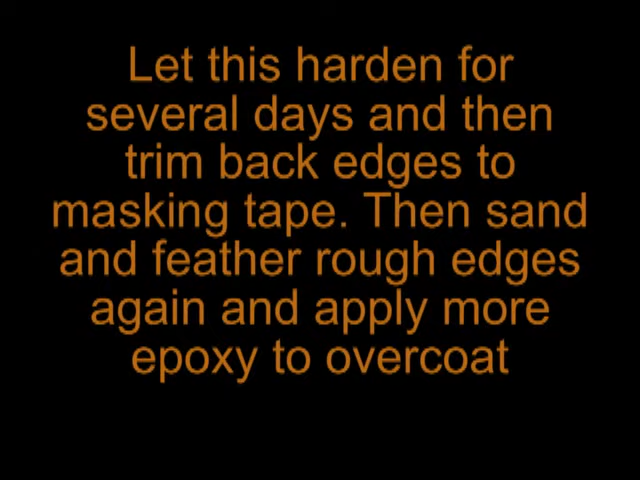 Let this harden for
several days and then
trim back edges to
masking tape. Then sand
and feather rough edges
again and apply more
epoxy to overcoat